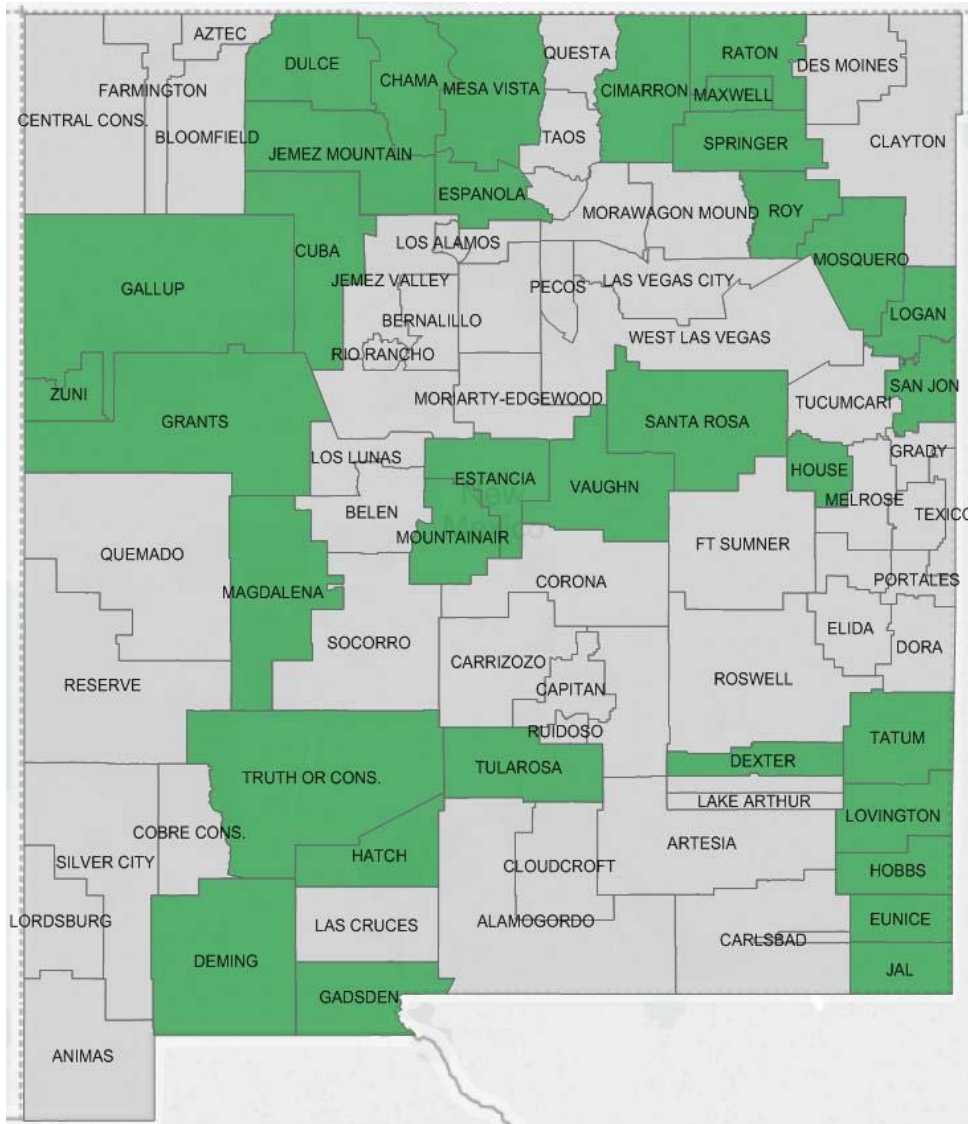 AZTEC
QUESTA
RATON
DULCE
CHAMA
MESA VISTA
DES MOINES
FARMINGTON
CIMARRON
MAXWELL
CENTRAL CONS.
BLOOMFIELD
TAOS
CLAYTON
JEMEZ MOUNTAIN
SPRINGER
ESPANOLA
MORA
WAGON MOUND
ROY
CUBA
LOS ALAMOS
MOSQUERO
GALLUP
JEMEZ VALLEY
PECOS
LAS VEGAS CITY
LOGAN
BERNALILLO
WEST LAS VEGAS
RIO RANCHO
ZUNI
SAN JON
GRANTS
MORIARTY-EDGEWOOD
SANTA ROSA
TUCUMCARI
LOS LUNAS
GRADY
ESTANCIA
VAUGHN
HOUSE
New
Mexico
BELEN
MELROSE
TEXICO
MOUNTAINAIR
QUEMADO
FT SUMNER
CORONA
PORTALES
MAGDALENA
SOCORRO
ELIDA
DORA
RESERVE
CARRIZOZO
CAPITAN
ROSWELL
RUIDOSO
TATUM
DEXTER
TRUTH OR CONS.
TULAROSA
LAKE ARTHUR
LOVINGTON
COBRE CONS.
ARTESIA
SILVER CITY
HATCH
CLOUDCROFT
HOBBS
LORDSBURG
LAS CRUCES
ALAMOGORDO
EUNICE
CARLSBAD
DEMING
JAL
GADSDEN
ANIMAS